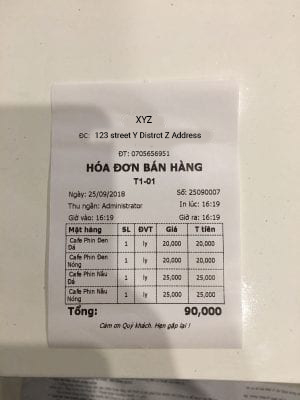 XYZ
ĐC: 123 street Y Distrct Z Address
ĐT: 0705656951
HÓA ĐƠN BÁN HÀNG
T1-01
Ngày: 25/09/2018 Số: 25090007
Thu ngân: Administrator In lúc: 16:19
Giờ vào: 16:19 Giờ ra: 16:19
Mặt hàng SL ĐVT Giá T tiền
Cafe Phin Đen
Đá 1 ly 20,000 20,000
Cafe Phin Đen
Nóng 1 ly 20,000 20,000
Cafe Phin Nâu
Đá 1 ly 25,000 25,000
Cafe Phin Nâu
Nóng 1 ly 25,000 25,000
Tổng: 90,000
Cảm ơn Quý khách. Hẹn gặp lại !